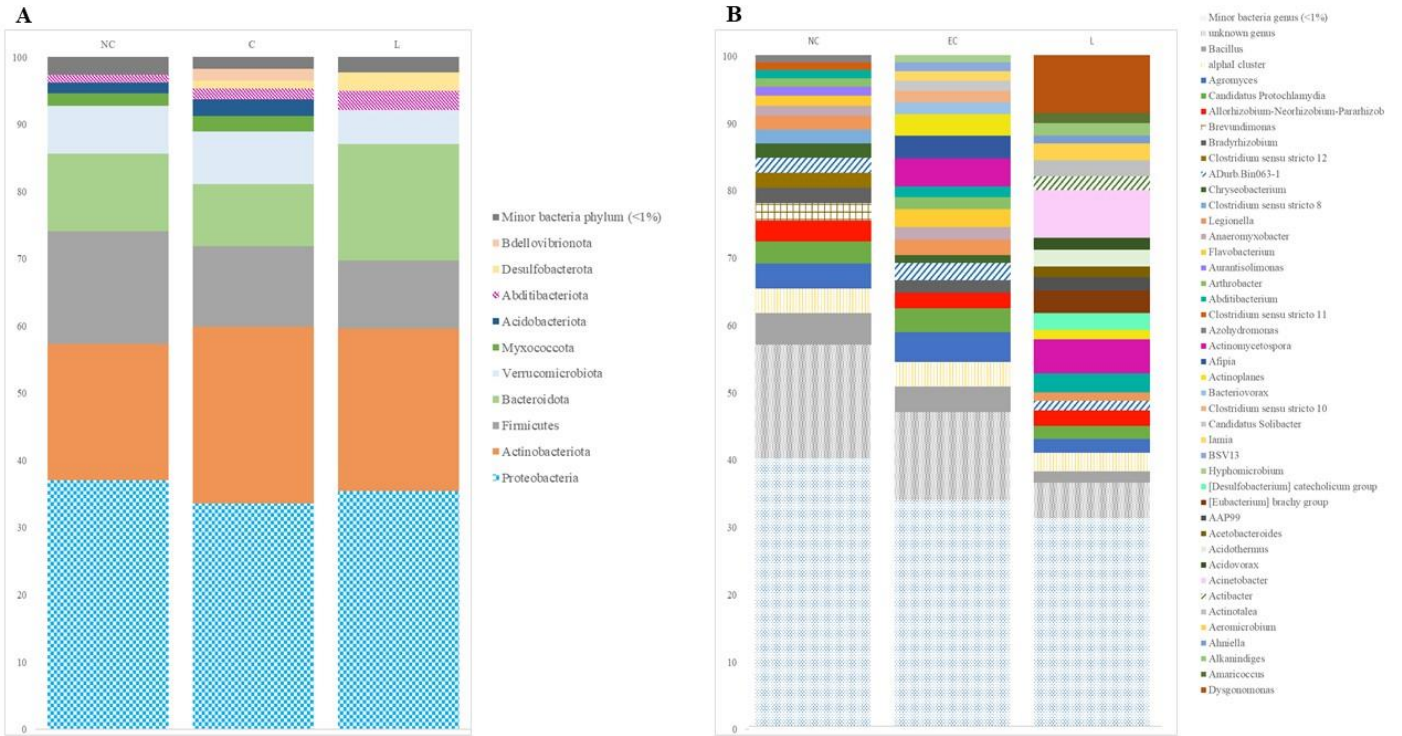 A
NC
C
L
100
90
80
70
60
50
40
30
20
10
0
Minor bacteria phylum (<1%)
Bdellovibrionota
Desulfobacterota
Abditibacteriota
Acidobacteriota
Myxococcota
Verrucomicrobiota
Bacteroidota
Firmicutes
Actinobacteriota
Proteobacteria
B
NC
EC
L
100
90
80
70
60
50
40
30
20
10
0
Minor bacteria genus (<1%)
unknown genus
Bacillus
alphaI cluster
Agromyces
Candidatus Protochlamydia
Allorhizobium-Neorhizobium-Pararhizob
Brevundimonas
Bradyrhizobium
Clostridium sensu stricto 12
ADurb.Bin063-1
Chryseobacterium
Clostridium sensu stricto 8
Legionella
Anaeromyxobacter
Flavobacterium
Aurantisolimonas
Arthrobacter
Abditibacterium
Clostridium sensu stricto 11
Azohydromonas
Actinomycetospora
Afipia
Actinoplanes
Bacteriovorax
Clostridium sensu stricto 10
Candidatus Solibacter
Iamia
BSV13
Hyphomicrobium
[Desulfobacterium] catecholicum group
[Eubacterium] brachy group
AAP99
Acetobacteroides
Acidothermus
Acidovorax
Acinetobacter
Actibacter
Actinotalea
Aeromicrobium
Ahniella
Alkanindiges
Amaricoccus
Dysgonomonas